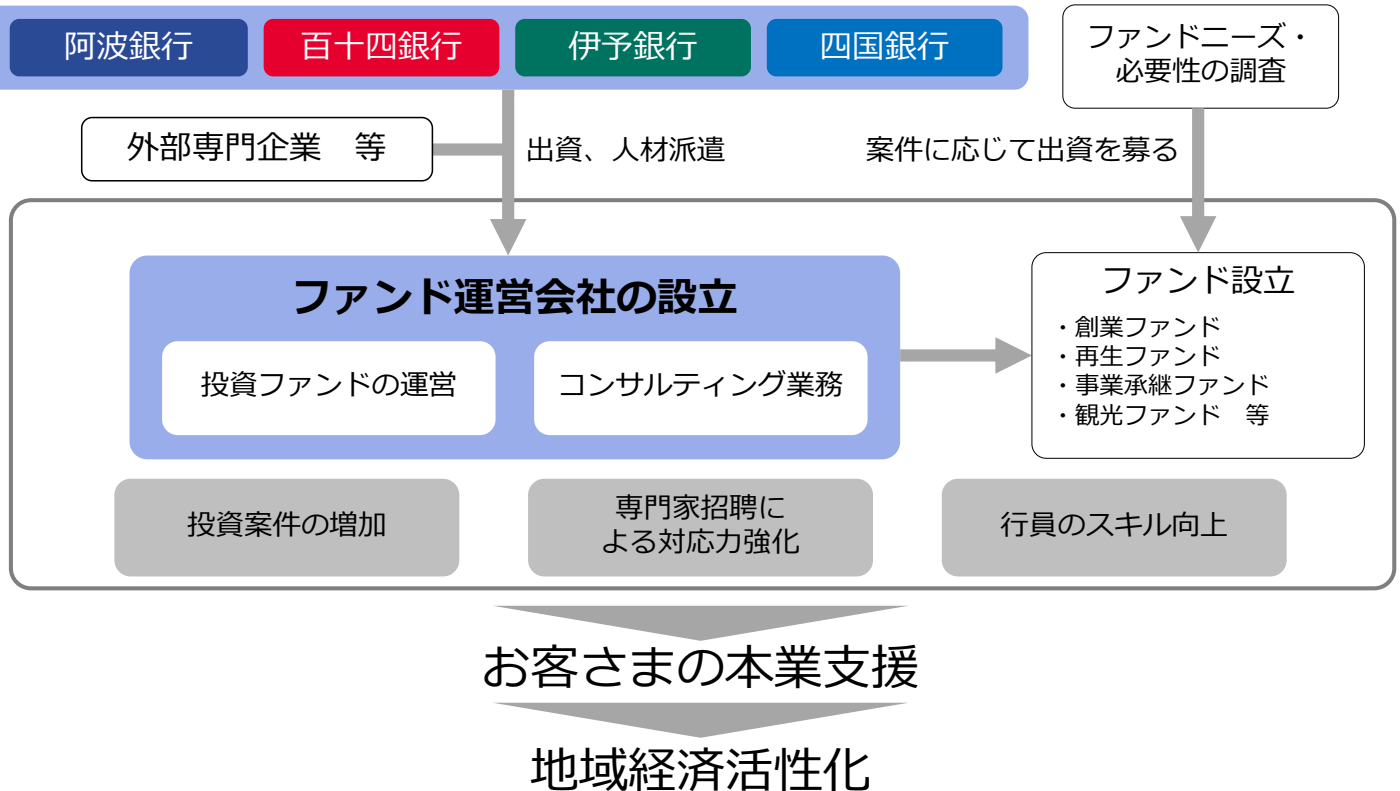 阿波銀行
百十四銀行
伊予銀行
四国銀行
ファンドニーズ・
必要性の調査
外部専門企業　等
出資、人材派遣
案件に応じて出資を募る
ファンド運営会社の設立
投資ファンドの運営
コンサルティング業務
ファンド設立
・創業ファンド
・再生ファンド
・事業承継ファンド
・観光ファンド　等
投資案件の増加
専門家招聘に
よる対応力強化
行員のスキル向上
お客さまの本業支援
地域経済活性化